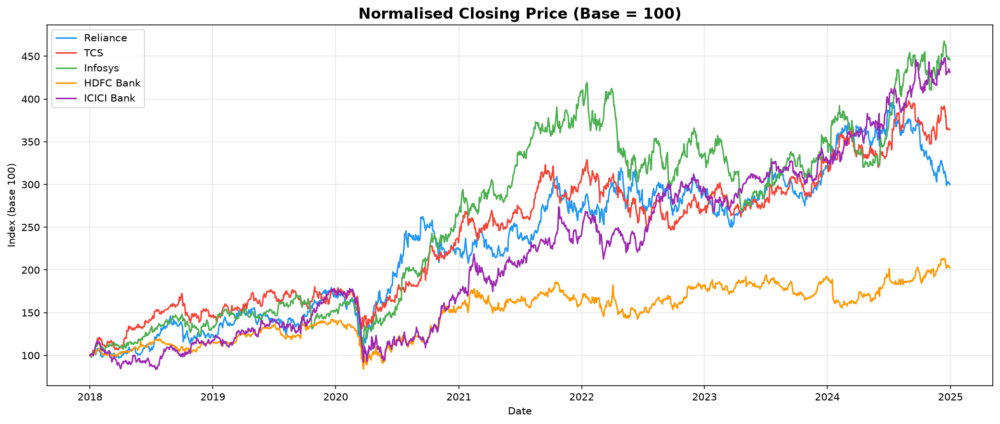 Normalised Closing Price (Base = 100)
Reliance
TCS
Infosys
HDFC Bank
ICICI Bank
Index (base 100)
450
400
350
300
250
200
150
100
2018 2019 2020 2021 2022 2023 2024 2025
Date